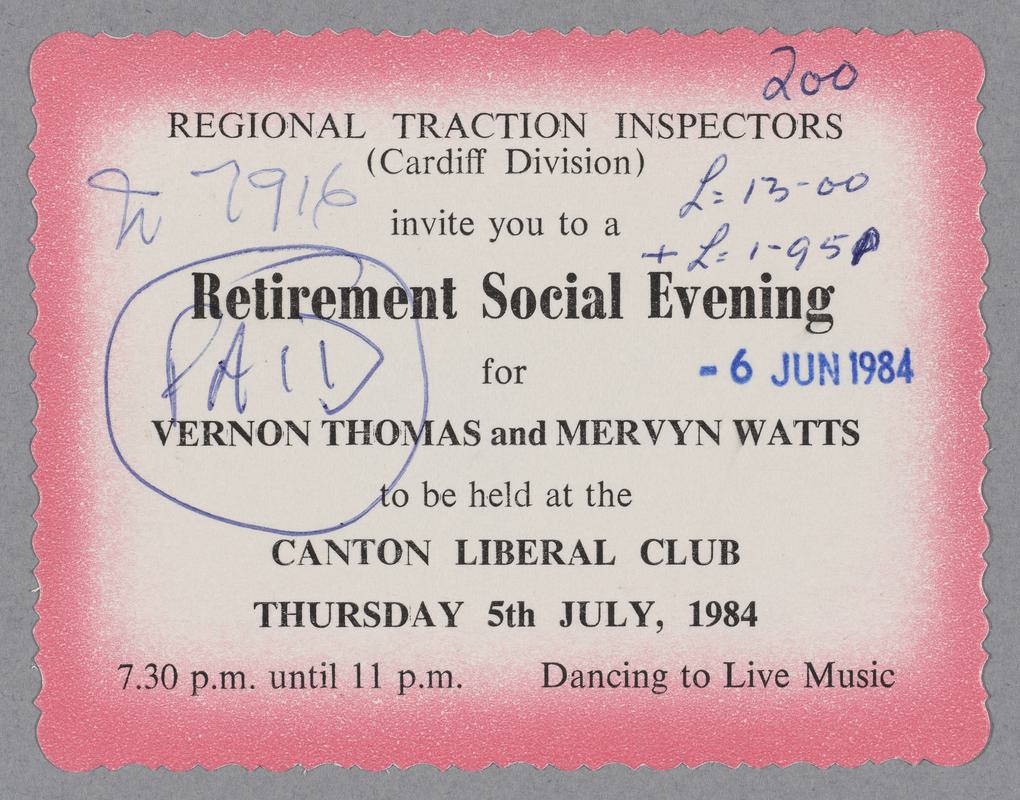 200
REGIONAL TRACTION INSPECTORS
(Cardiff Division)
7916
£= 13-00
invite you to a
+ £= 1-95p
Retirement Social Evening
PAID
for
- 6 JUN 1984
VERNON THOMAS and MERVYN WATTS
to be held at the
CANTON LIBERAL CLUB
THURSDAY 5th JULY, 1984
7.30 p.m. until 11 p.m. Dancing to Live Music